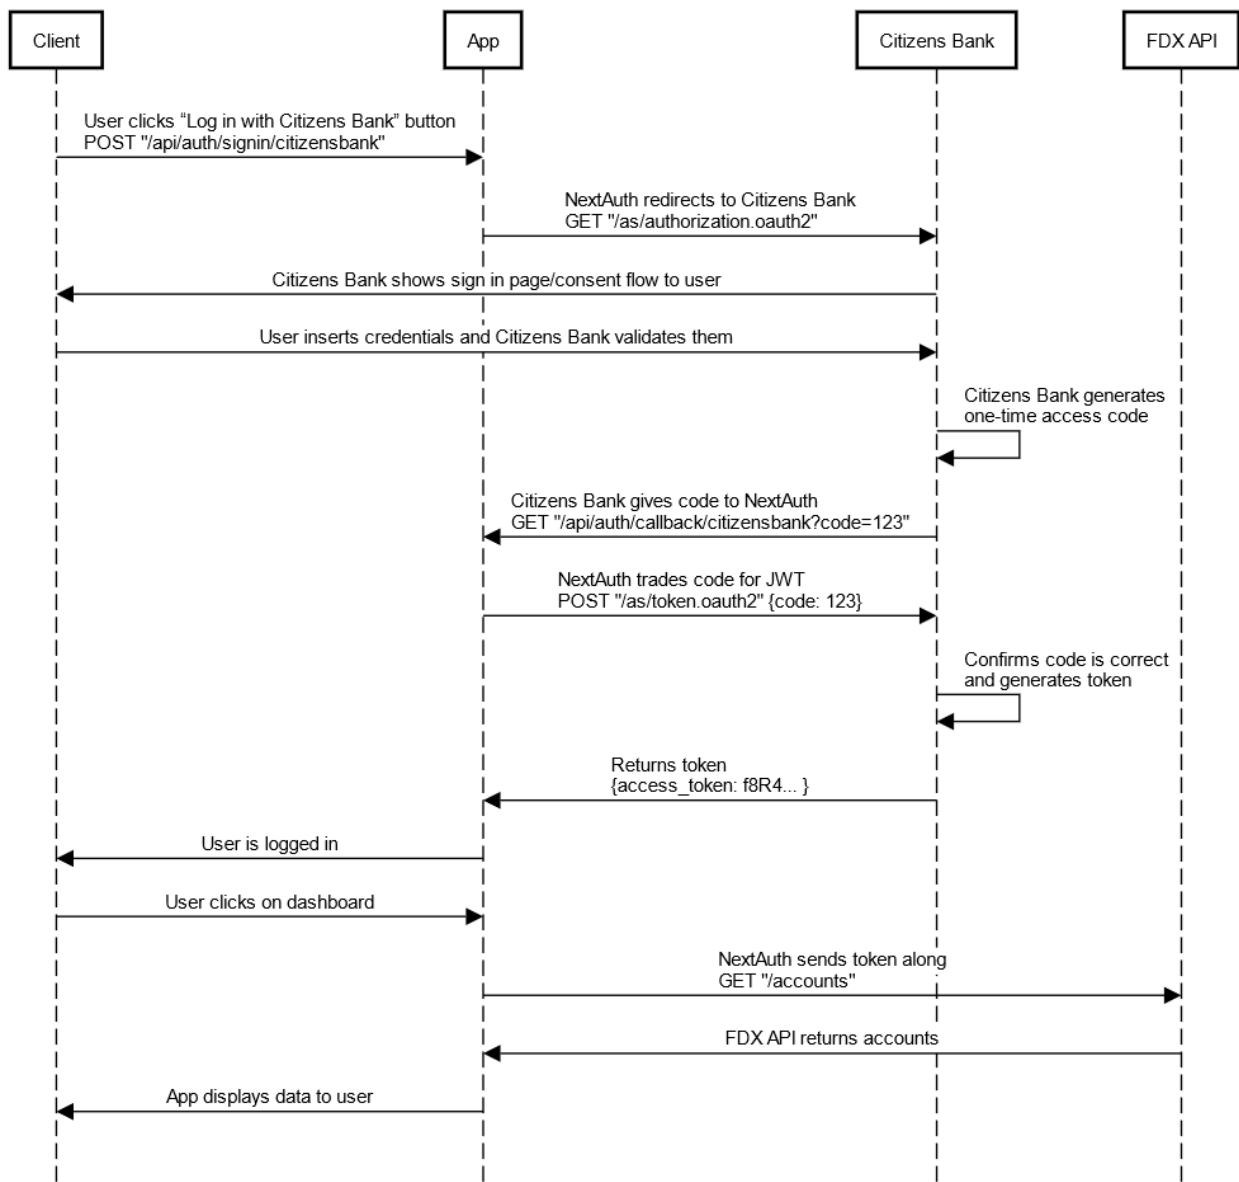 Client
App
Citizens Bank
FDX API
User clicks “Log in with Citizens Bank” button
POST "/api/auth/signin/citizensbank"
NextAuth redirects to Citizens Bank
GET "/as/authorization.oauth2"
Citizens Bank shows sign in page/consent flow to user
User inserts credentials and Citizens Bank validates them
Citizens Bank generates
one-time access code
Citizens Bank gives code to NextAuth
GET "/api/auth/callback/citizensbank?code=123"
NextAuth trades code for JWT
POST "/as/token.oauth2" {code: 123}
Confirms code is correct
and generates token
Returns token
{access_token: f8R4... }
User is logged in
User clicks on dashboard
NextAuth sends token along
GET "/accounts"
FDX API returns accounts
App displays data to user